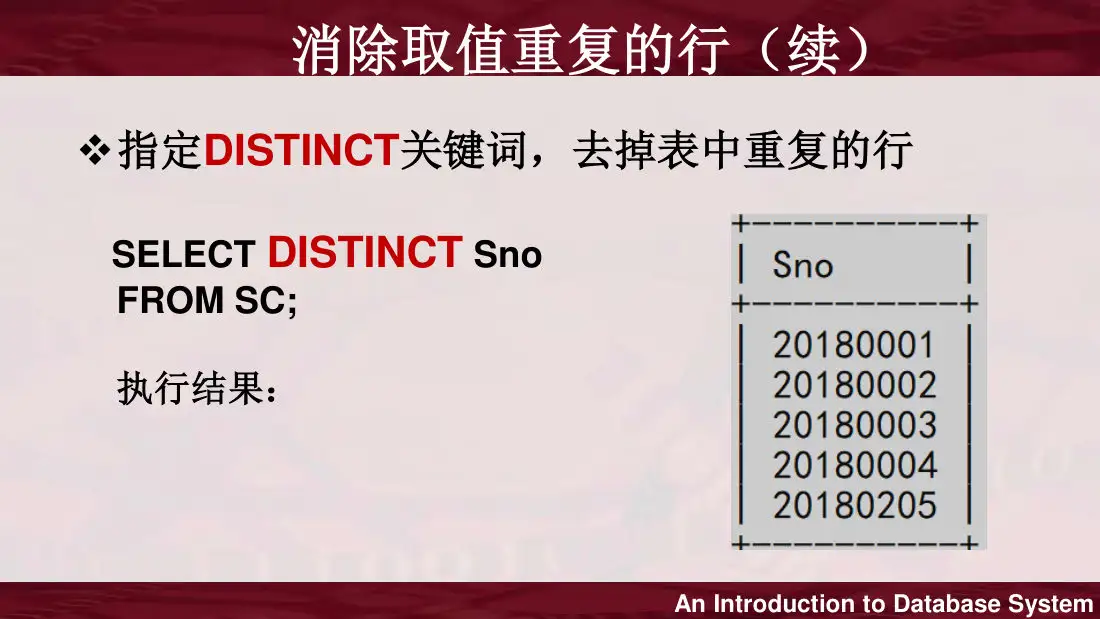 消除取值重复的行（续）
❖指定DISTINCT关键词，去掉表中重复的行
SELECT DISTINCT Sno
FROM SC;
执行结果：
+-----------+
| Sno |
+-----------+
| 20180001 |
| 20180002 |
| 20180003 |
| 20180004 |
| 20180205 |
+-----------+
An Introduction to Database System